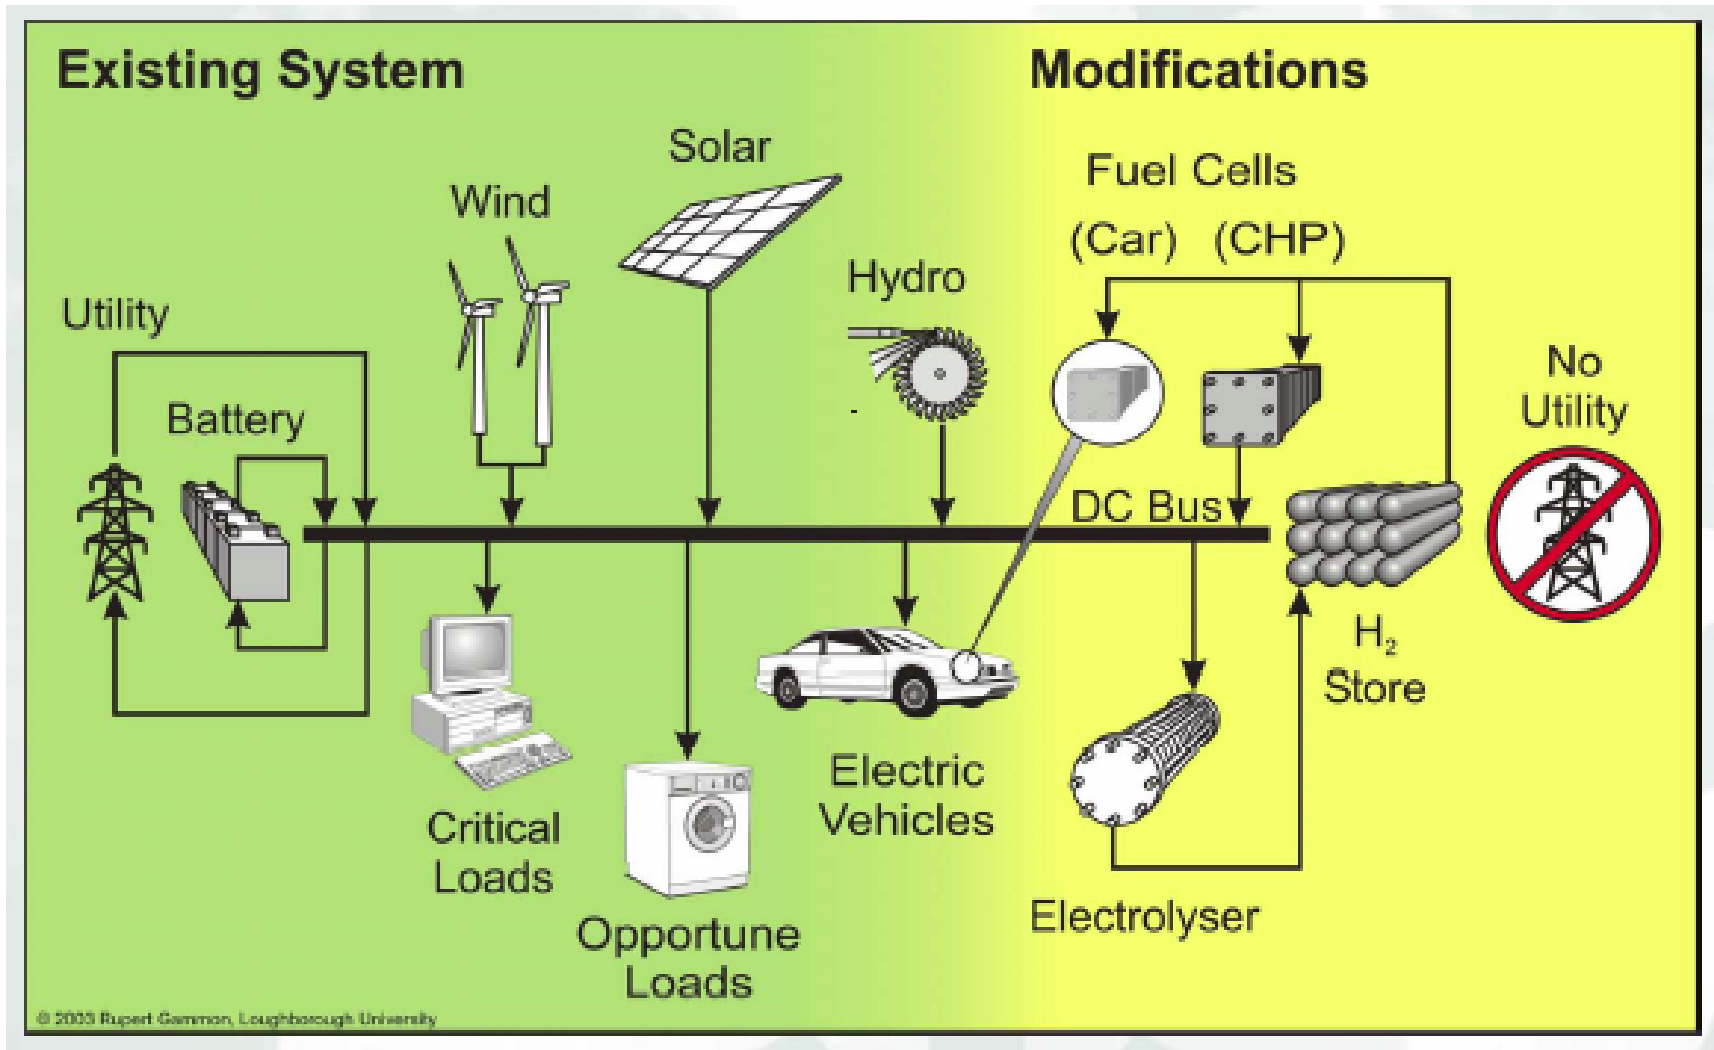 Existing System
Modifications
Solar
Wind
Fuel Cells
(Car) (CHP)
Hydro
Utility
No
Utility
Battery
DC Bus
H₂
Store
Electric
Vehicles
Critical
Loads
Electrolyser
Opportune
Loads
© 2003 Rupert Gammon, Loughborough University